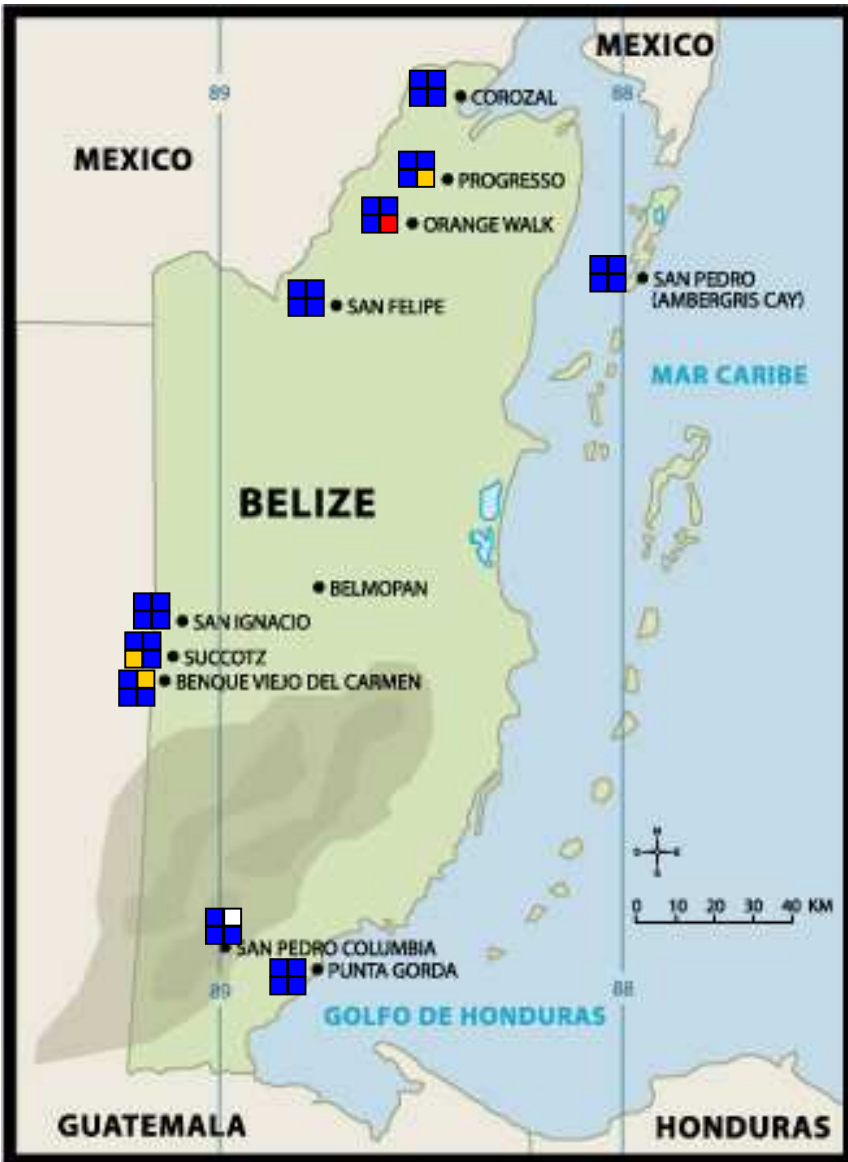 MEXICO
89
88
COROZAL
MEXICO
PROGRESSO
ORANGE WALK
SAN PEDRO
(AMBERGRIS CAY)
SAN FELIPE
MAR CARIBE
BELIZE
BELMOPAN
SAN IGNACIO
SUCCOTZ
BENQUE VIEJO DEL CARMEN
0 10 20 30 40 KM
SAN PEDRO COLUMBIA
PUNTA GORDA
89
88
GOLFO DE HONDURAS
GUATEMALA
HONDURAS